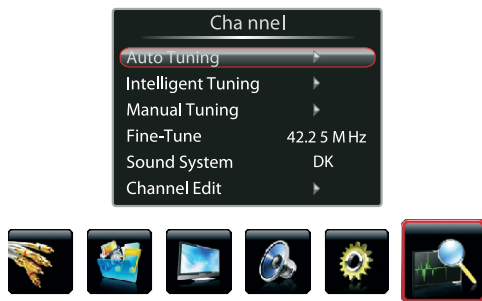 Channel
Auto Tuning
Intelligent Tuning
Manual Tuning
Fine-Tune 42.25 MHz
Sound System DK
Channel Edit